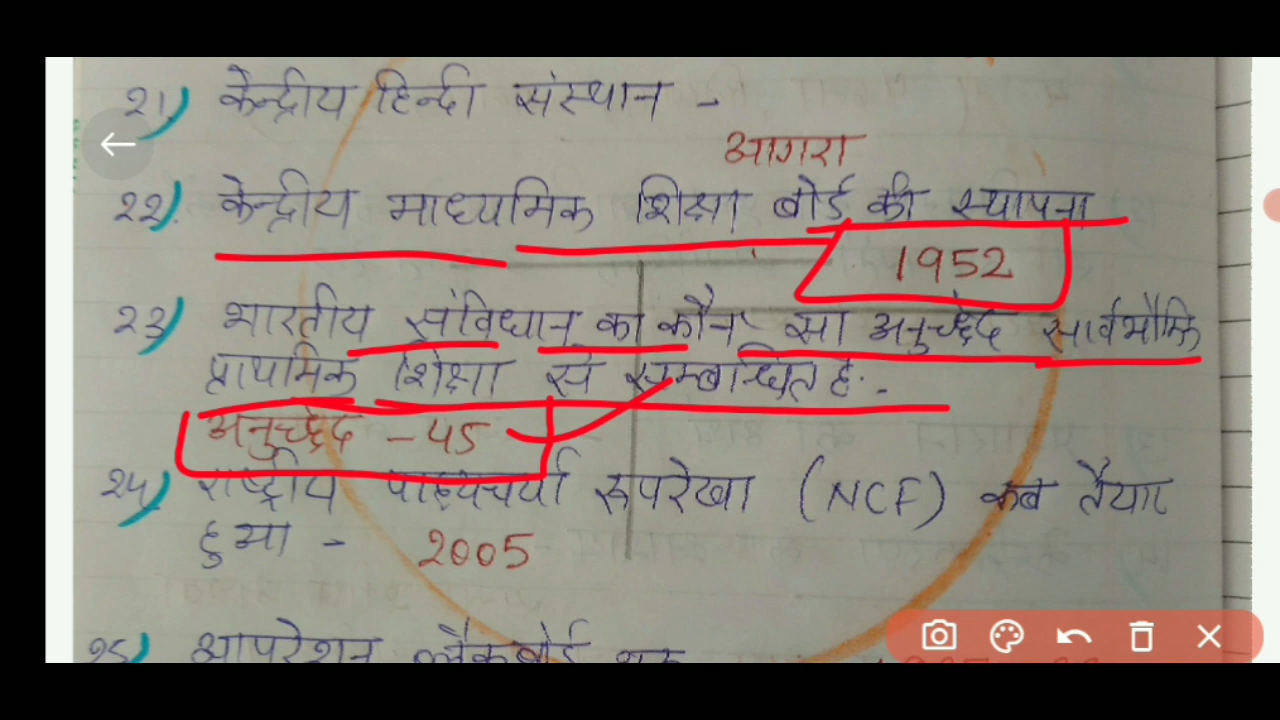 21) केन्द्रीय हिन्दी संस्थान -
आगरा
22). केन्द्रीय माध्यमिक शिक्षा बोर्ड की स्थापना
1952
23) भारतीय संविधान का कौन सा अनुच्छेद सार्वभौमि
प्राथमिक शिक्षा से सम्बन्धित है. -
अनुच्छेद - 45
24) राष्ट्रीय पाठ्यचर्या रूपरेखा (NCF) कब तैयार
हुआ - 2005
25) आपरेशन ब्लैकबोर्ड